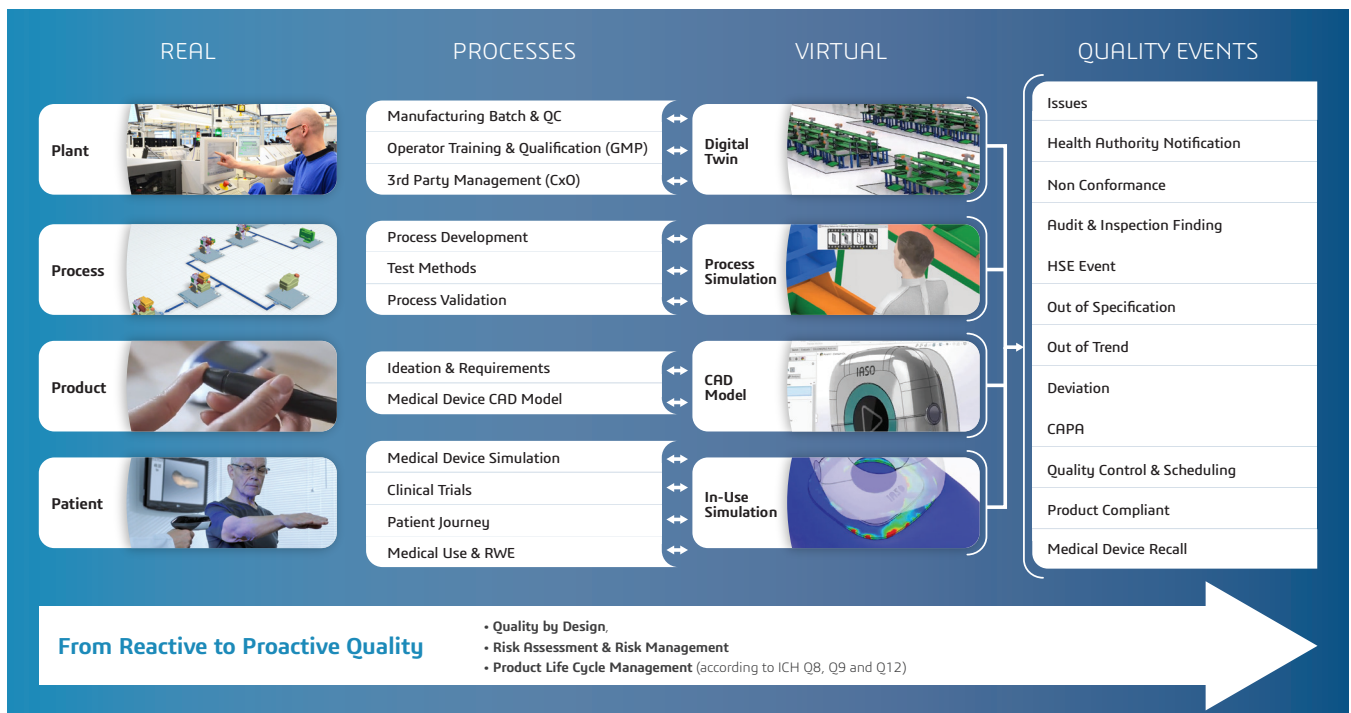 REAL
PROCESSES
VIRTUAL
QUALITY EVENTS
Plant
Manufacturing Batch & QC
Operator Training & Qualification (GMP)
3rd Party Management (CxO)
Digital
Twin
Process
Process Development
Test Methods
Process Validation
Process
Simulation
Product
Ideation & Requirements
Medical Device CAD Model
CAD
Model
IASO
Patient
Medical Device Simulation
Clinical Trials
Patient Journey
Medical Use & RWE
In-Use
Simulation
IASO
Issues
Health Authority Notification
Non Conformance
Audit & Inspection Finding
HSE Event
Out of Specification
Out of Trend
Deviation
CAPA
Quality Control & Scheduling
Product Compliant
Medical Device Recall
From Reactive to Proactive Quality
• Quality by Design,
• Risk Assessment & Risk Management
• Product Life Cycle Management (according to ICH Q8, Q9 and Q12)